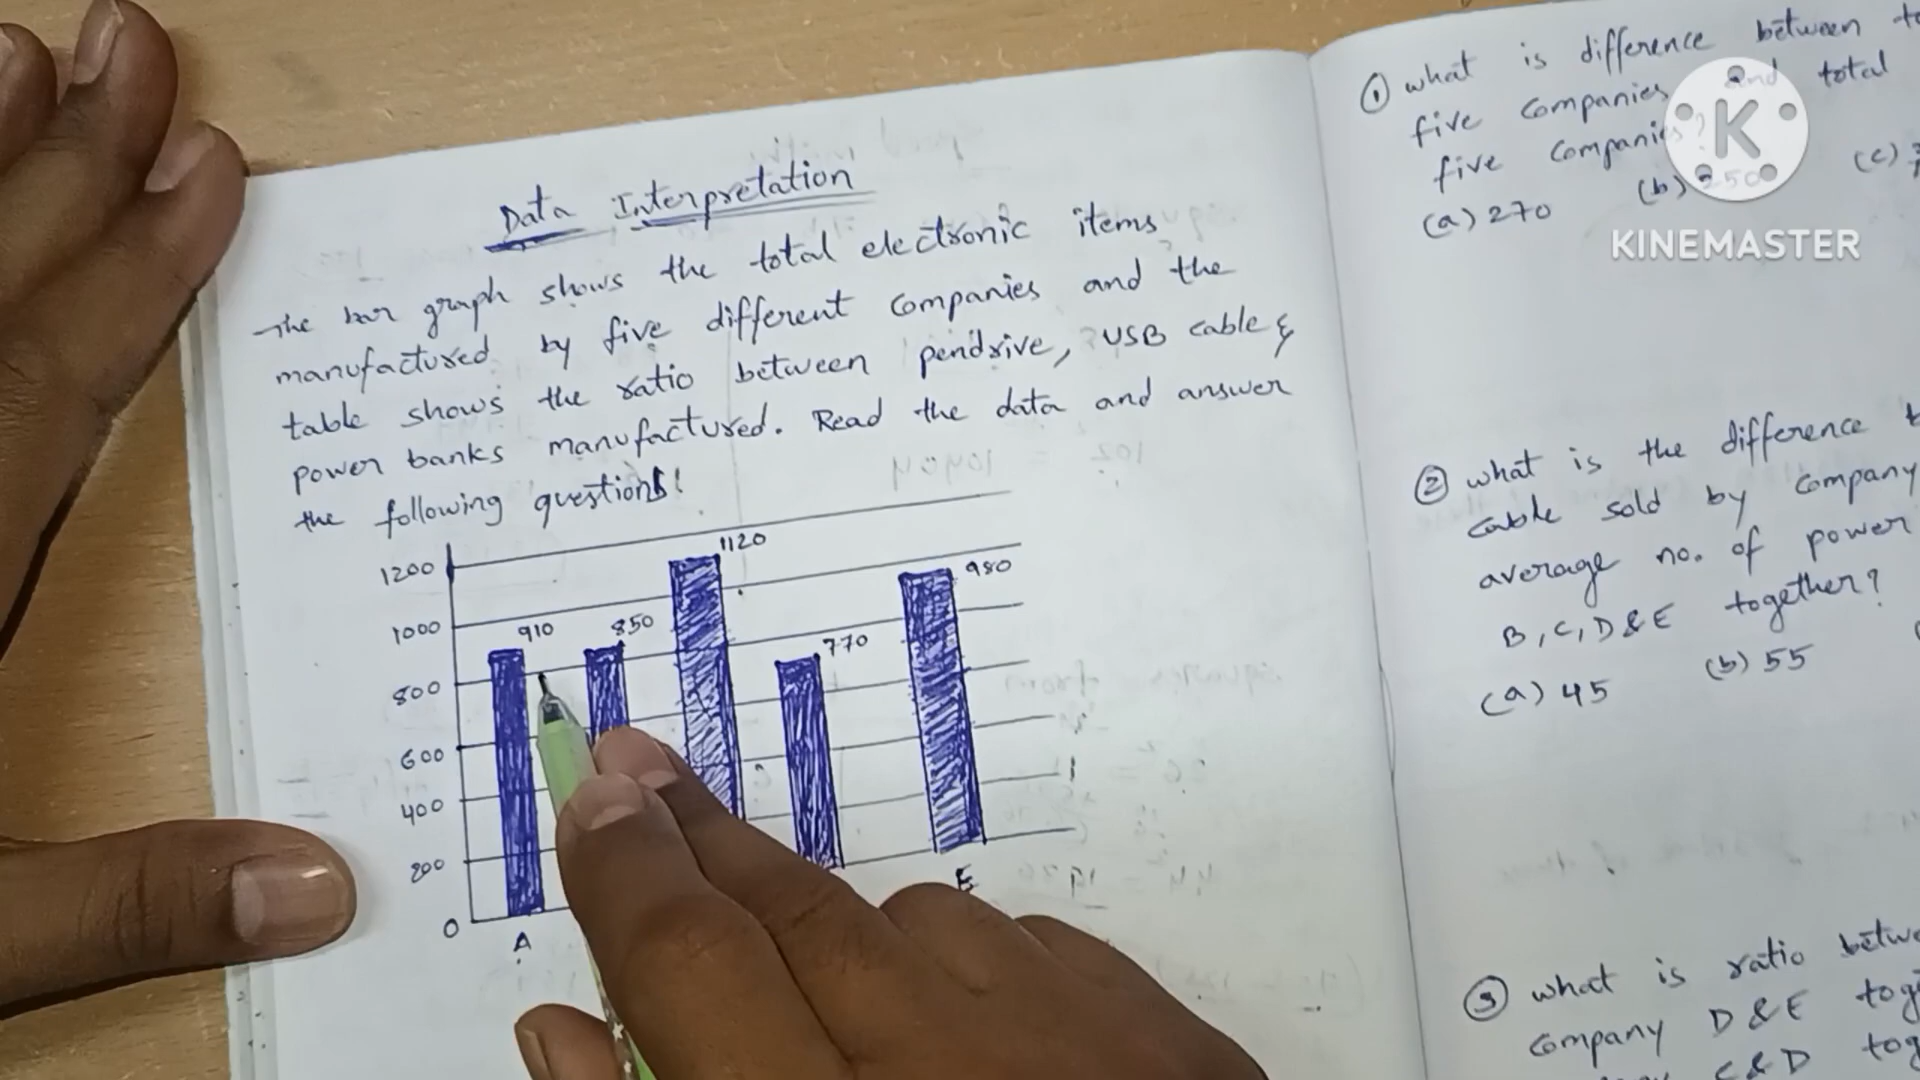 Data Interpretation
The bar graph shows the total electronic items
manufactured by five different companies and the
table shows the ratio between pendrive, USB cable &
power banks manufactured. Read the data and answer
the following questions!
1200
1000
800
600
400
200
0
910
850
1120
770
980
A
E
① what is difference between
five companies and total
five companies?
(a) 270 (b) 250 (c)
② what is the difference
cable sold by company
average no. of power
B, C, D & E together?
(a) 45 (b) 55
③ what is ratio
company D & E
C & D
KINEMASTER